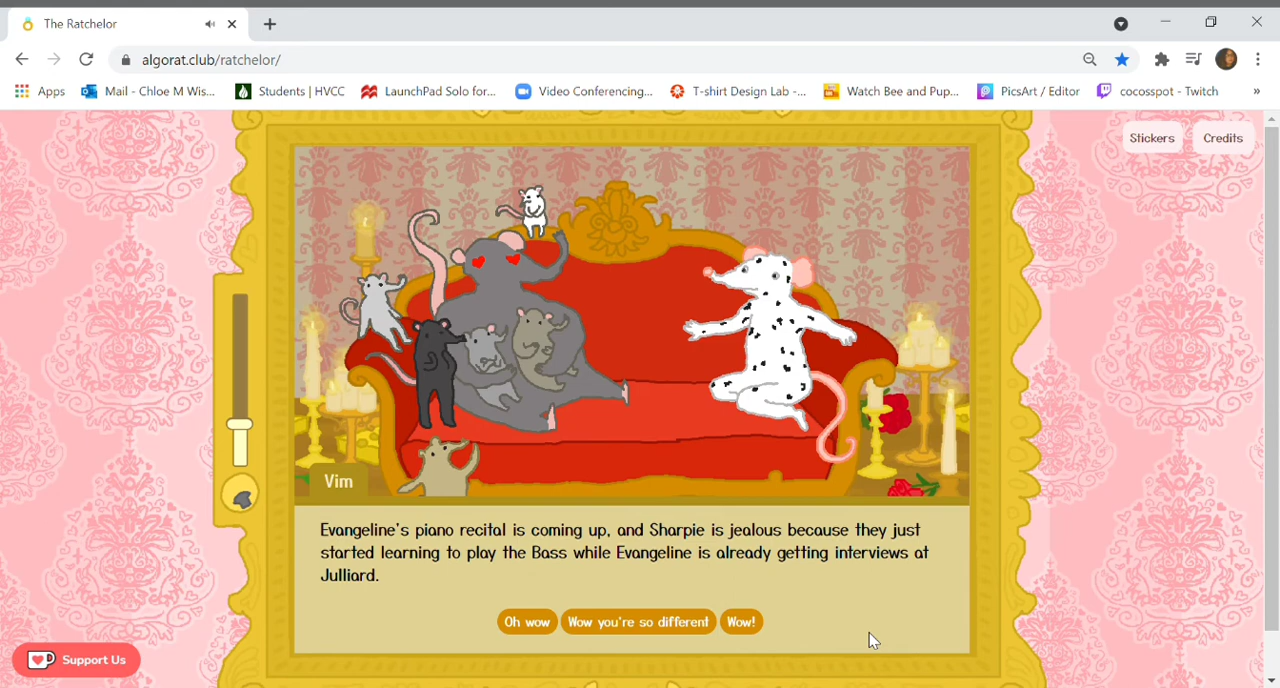 The Ratchelor
algorat.club/ratchelor/
Apps Mail - Chloe M Wis... Students | HVCC LaunchPad Solo for... Video Conferencing... T-shirt Design Lab -... Watch Bee and Pup... PicsArt / Editor cocosspot - Twitch »
Stickers Credits
Vim
Evangeline's piano recital is coming up, and Sharpie is jealous because they just
started learning to play the Bass while Evangeline is already getting interviews at
Julliard.
Oh wow Wow you're so different Wow!
Support Us